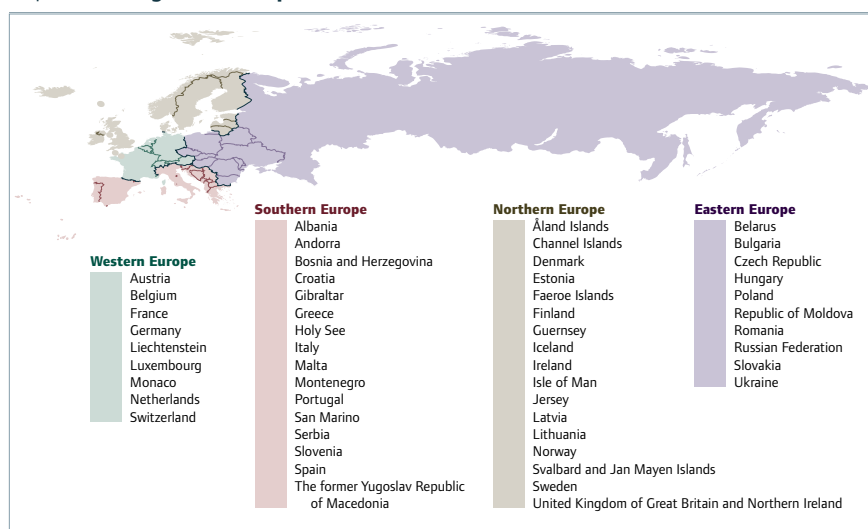 Western Europe
Austria
Belgium
France
Germany
Liechtenstein
Luxembourg
Monaco
Netherlands
Switzerland
Southern Europe
Albania
Andorra
Bosnia and Herzegovina
Croatia
Gibraltar
Greece
Holy See
Italy
Malta
Montenegro
Portugal
San Marino
Serbia
Slovenia
Spain
The former Yugoslav Republic
of Macedonia
Northern Europe
Åland Islands
Channel Islands
Denmark
Estonia
Faeroe Islands
Finland
Guernsey
Iceland
Ireland
Isle of Man
Jersey
Latvia
Lithuania
Norway
Svalbard and Jan Mayen Islands
Sweden
United Kingdom of Great Britain and Northern Ireland
Eastern Europe
Belarus
Bulgaria
Czech Republic
Hungary
Poland
Republic of Moldova
Romania
Russian Federation
Slovakia
Ukraine